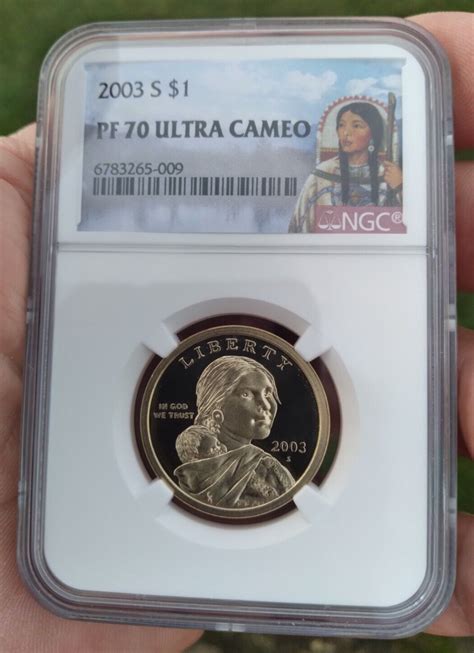 2003 S $1
PF 70 ULTRA CAMEO
6783265-009
NGC®
LIBERTY
IN GOD
WE TRUST
2003
S